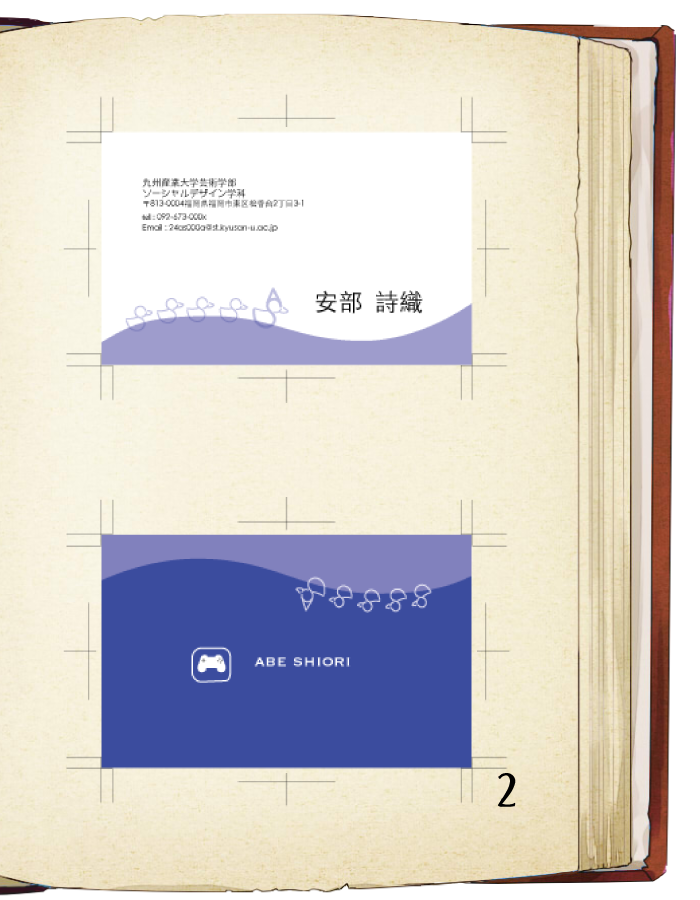 九州産業大学芸術学部
ソーシャルデザイン学科
〒813-0004福岡県福岡市東区松香台2丁目3-1
tel : 092-673-000x
Email : 24as000a@st.kyusan-u.ac.jp
安部 詩織
ABE SHIORI
2